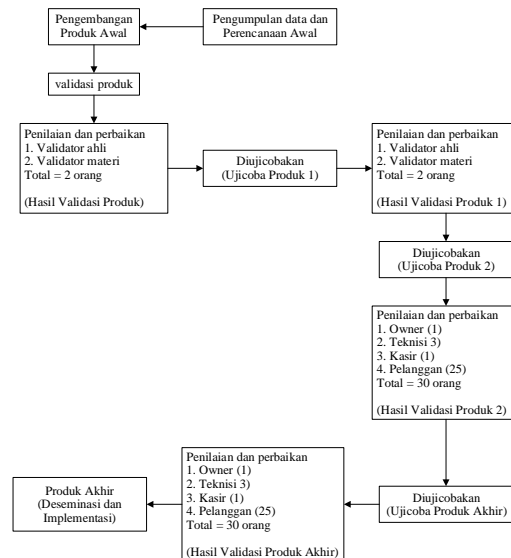 Pengumpulan data dan
Perencanaan Awal
Pengembangan
Produk Awal
validasi produk
Penilaian dan perbaikan
1. Validator ahli
2. Validator materi
Total = 2 orang
(Hasil Validasi Produk)
Diujicobakan
(Ujicoba Produk 1)
Penilaian dan perbaikan
1. Validator ahli
2. Validator materi
Total = 2 orang
(Hasil Validasi Produk 1)
Diujicobakan
(Ujicoba Produk 2)
Penilaian dan perbaikan
1. Owner (1)
2. Teknisi 3)
3. Kasir (1)
4. Pelanggan (25)
Total = 30 orang
(Hasil Validasi Produk 2)
Diujicobakan
(Ujicoba Produk Akhir)
Penilaian dan perbaikan
1. Owner (1)
2. Teknisi 3)
3. Kasir (1)
4. Pelanggan (25)
Total = 30 orang
(Hasil Validasi Produk Akhir)
Produk Akhir
(Deseminasi dan
Implementasi)